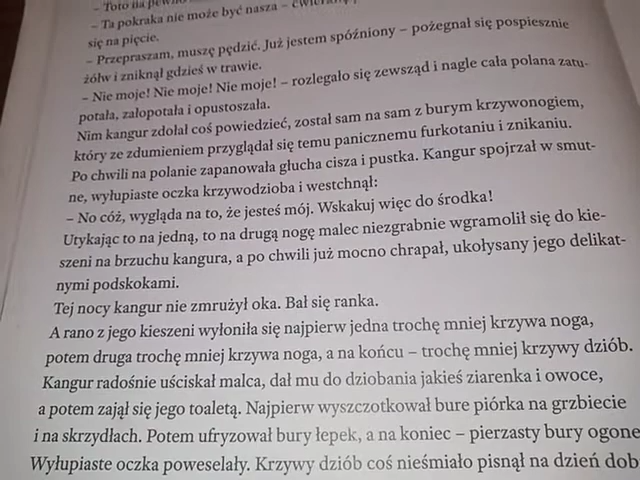 – Toto na pewno
– Ta pokraka nie może być nasza –
się na pięcie.
– Przepraszam, muszę pędzić. Już jestem spóźniony – pożegnał się pospiesznie
żółw i zniknął gdzieś w trawie.
– Nie moje! Nie moje! Nie moje! – rozlegało się zewsząd i nagle cała polana zatu-
potała, załopotała i opustoszała.
Nim kangur zdołał coś powiedzieć, został sam na sam z burym krzywonogiem,
który ze zdumieniem przyglądał się temu panicznemu furkotaniu i znikaniu.
Po chwili na polanie zapanowała głucha cisza i pustka. Kangur spojrzał w smut-
ne, wyłupiaste oczka krzywodzioba i westchnął:
– No cóż, wygląda na to, że jesteś mój. Wskakuj więc do środka!
Utykając to na jedną, to na drugą nogę malec niezgrabnie wgramolił się do kie-
szeni na brzuchu kangura, a po chwili już mocno chrapał, ukołysany jego delikat-
nymi podskokami.
Tej nocy kangur nie zmrużył oka. Bał się ranka.
A rano z jego kieszeni wyłoniła się najpierw jedna trochę mniej krzywa noga,
potem druga trochę mniej krzywa noga, a na końcu – trochę mniej krzywy dziób.
Kangur radośnie uściskał malca, dał mu do dziobania jakieś ziarenka i owoce,
a potem zajął się jego toaletą. Najpierw wyszczotkował bure piórka na grzbiecie
i na skrzydłach. Potem ufryzował bury łepek, a na koniec – pierzasty bury ogone
Wyłupiaste oczka poweselały. Krzywy dziób coś nieśmiało pisnął na dzień dob